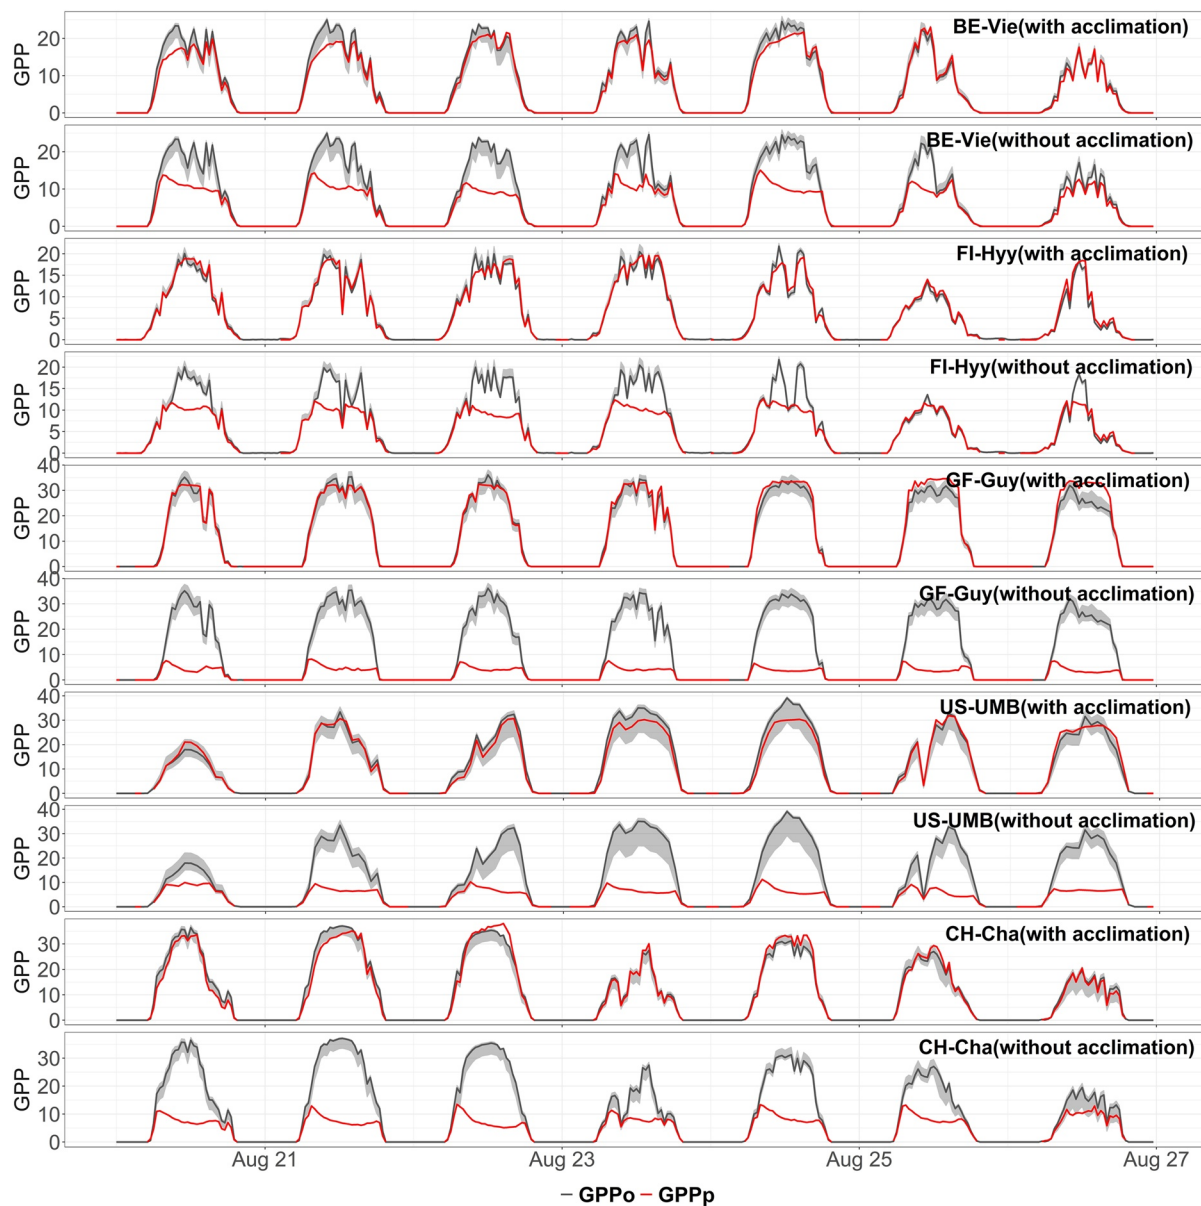 BE-Vie(with acclimation)
GPP
20
10
0
BE-Vie(without acclimation)
GPP
20
10
0
FI-Hyy(with acclimation)
GPP
20
15
10
5
0
FI-Hyy(without acclimation)
GPP
20
15
10
5
0
GF-Guy(with acclimation)
GPP
40
30
20
10
0
GF-Guy(without acclimation)
GPP
40
30
20
10
0
US-UMB(with acclimation)
GPP
40
30
20
10
0
US-UMB(without acclimation)
GPP
40
30
20
10
0
CH-Cha(with acclimation)
GPP
30
20
10
0
CH-Cha(without acclimation)
GPP
30
20
10
0
Aug 21 Aug 23 Aug 25 Aug 27
GPPo GPPp